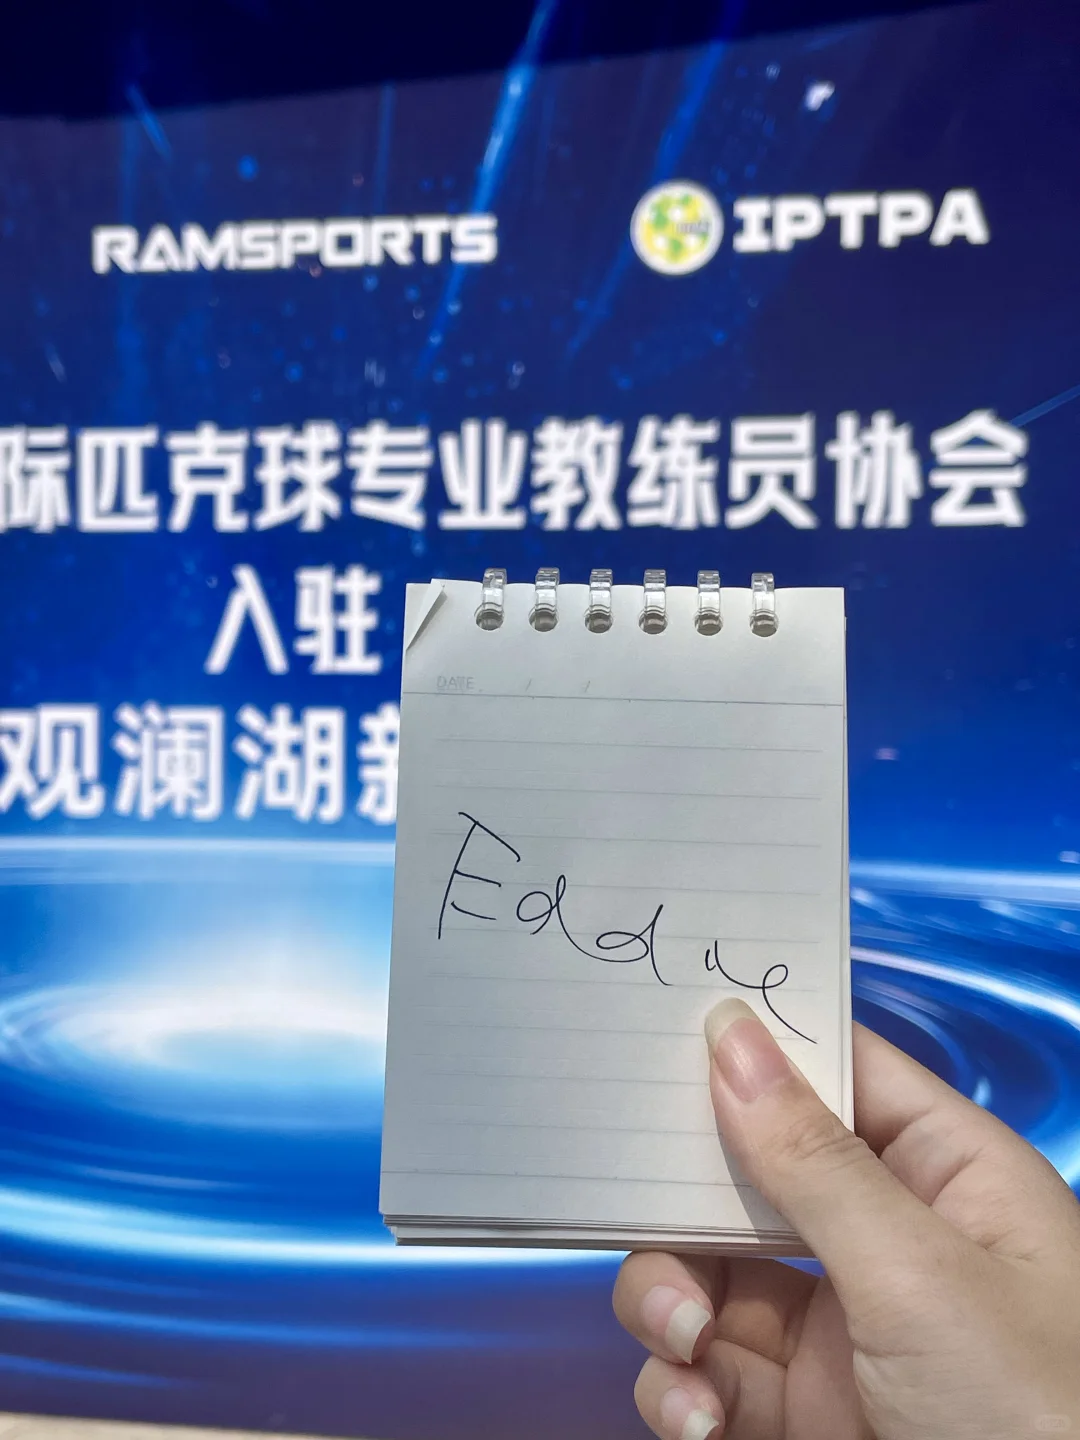 RAMSPORTS IPTPA
际匹克球专业教练员协会
入驻
观澜湖新
DATE / /
Eddie